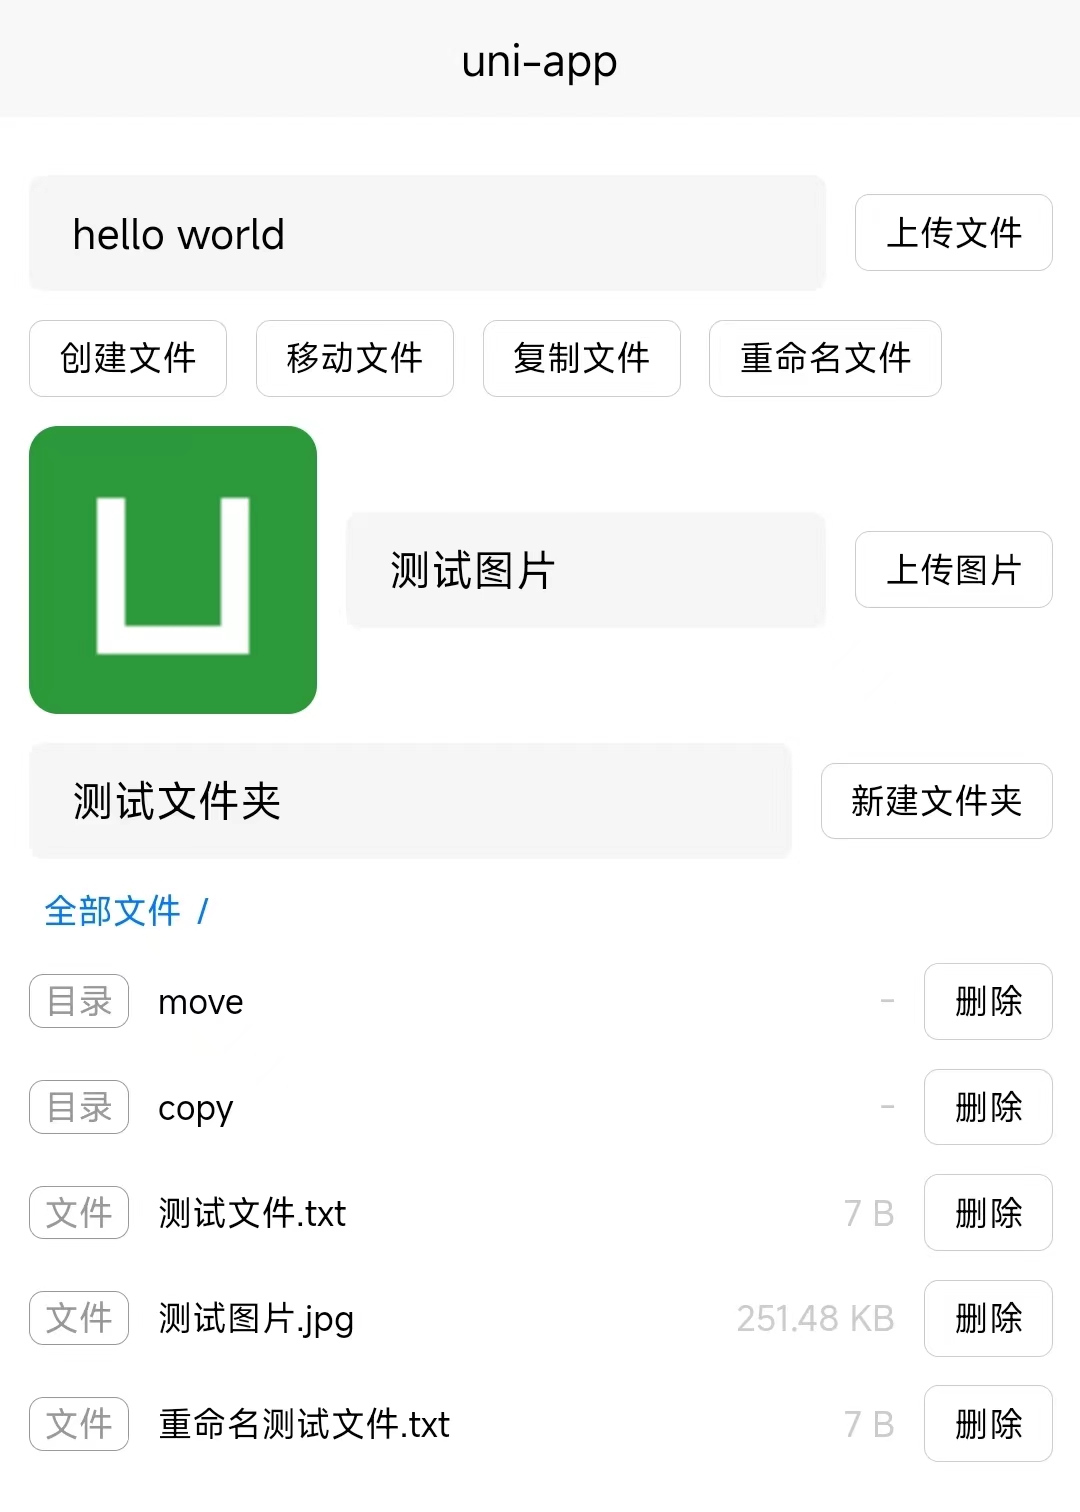 uni-app
hello world
上传文件
创建文件 移动文件 复制文件 重命名文件
测试图片
上传图片
测试文件夹
新建文件夹
全部文件 /
目录 move - 删除
目录 copy - 删除
文件 测试文件.txt 7 B 删除
文件 测试图片.jpg 251.48 KB 删除
文件 重命名测试文件.txt 7 B 删除